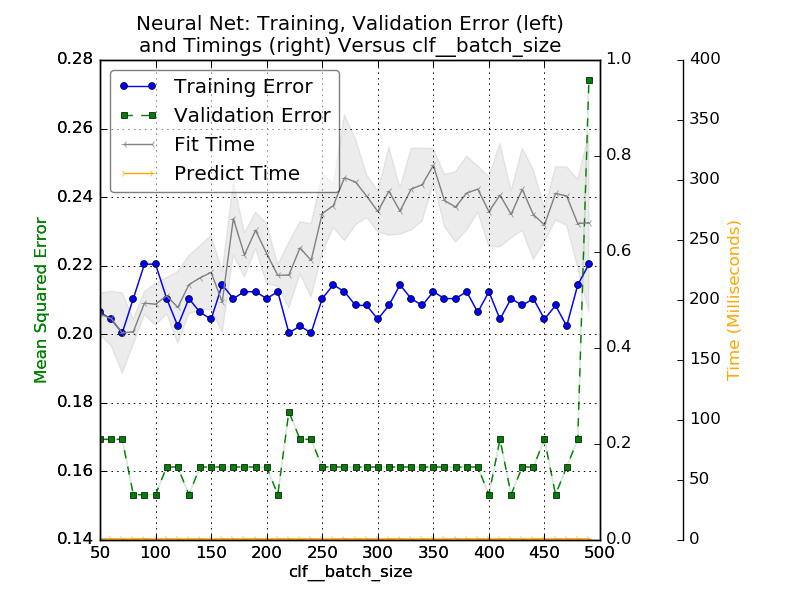 Neural Net: Training, Validation Error (left)
and Timings (right) Versus clf__batch_size
Training Error
Validation Error
Fit Time
Predict Time
Mean Squared Error
0.28
0.26
0.24
0.22
0.20
0.18
0.16
0.14
1.0
0.8
0.6
0.4
0.2
0.0
400
350
300
250
200
150
100
50
0
Time (Milliseconds)
50 100 150 200 250 300 350 400 450 500
clf__batch_size